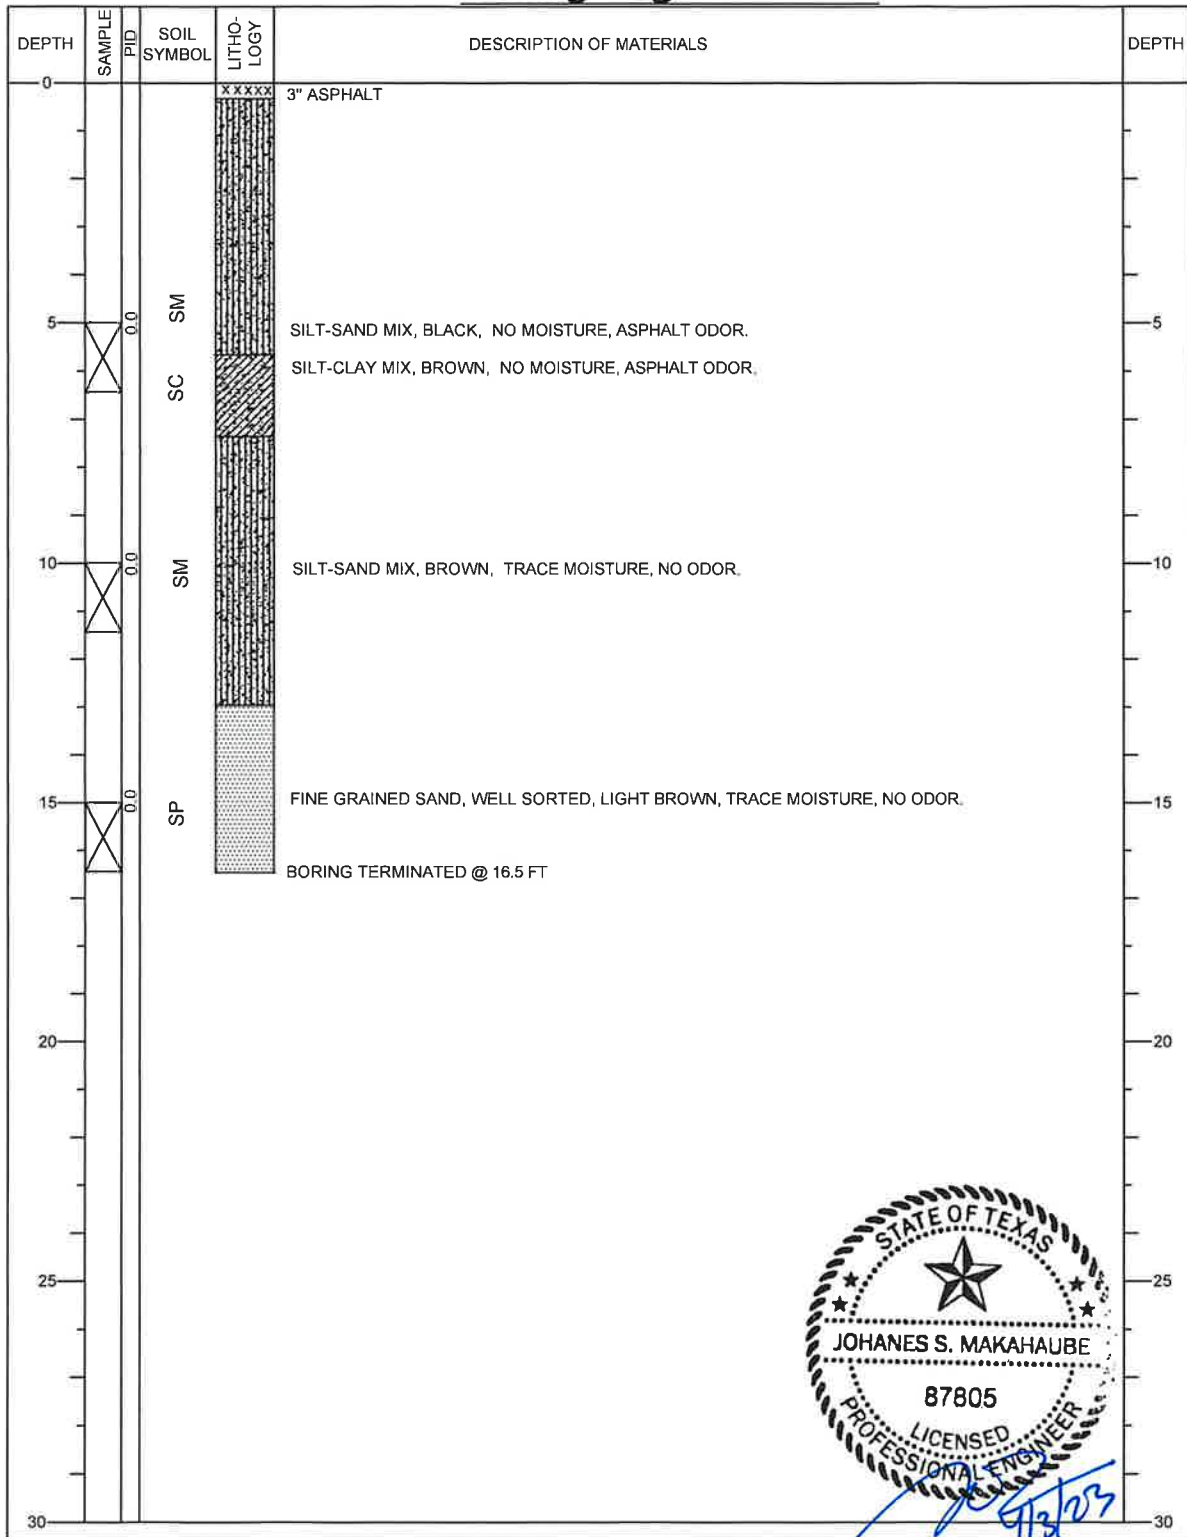 DEPTH
SAMPLE
PID
SOIL SYMBOL
LITHO-LOGY
DESCRIPTION OF MATERIALS
DEPTH
0
XXXXX
3" ASPHALT
5
0.0
SM
SILT-SAND MIX, BLACK, NO MOISTURE, ASPHALT ODOR.
5
SC
SILT-CLAY MIX, BROWN, NO MOISTURE, ASPHALT ODOR.
10
0.0
SM
SILT-SAND MIX, BROWN, TRACE MOISTURE, NO ODOR.
10
15
0.0
SP
FINE GRAINED SAND, WELL SORTED, LIGHT BROWN, TRACE MOISTURE, NO ODOR.
15
BORING TERMINATED @ 16.5 FT
20
20
25
25
STATE OF TEXAS
JOHANES S. MAKAHAUBE
87805
LICENSED
PROFESSIONAL ENGINEER
30
30